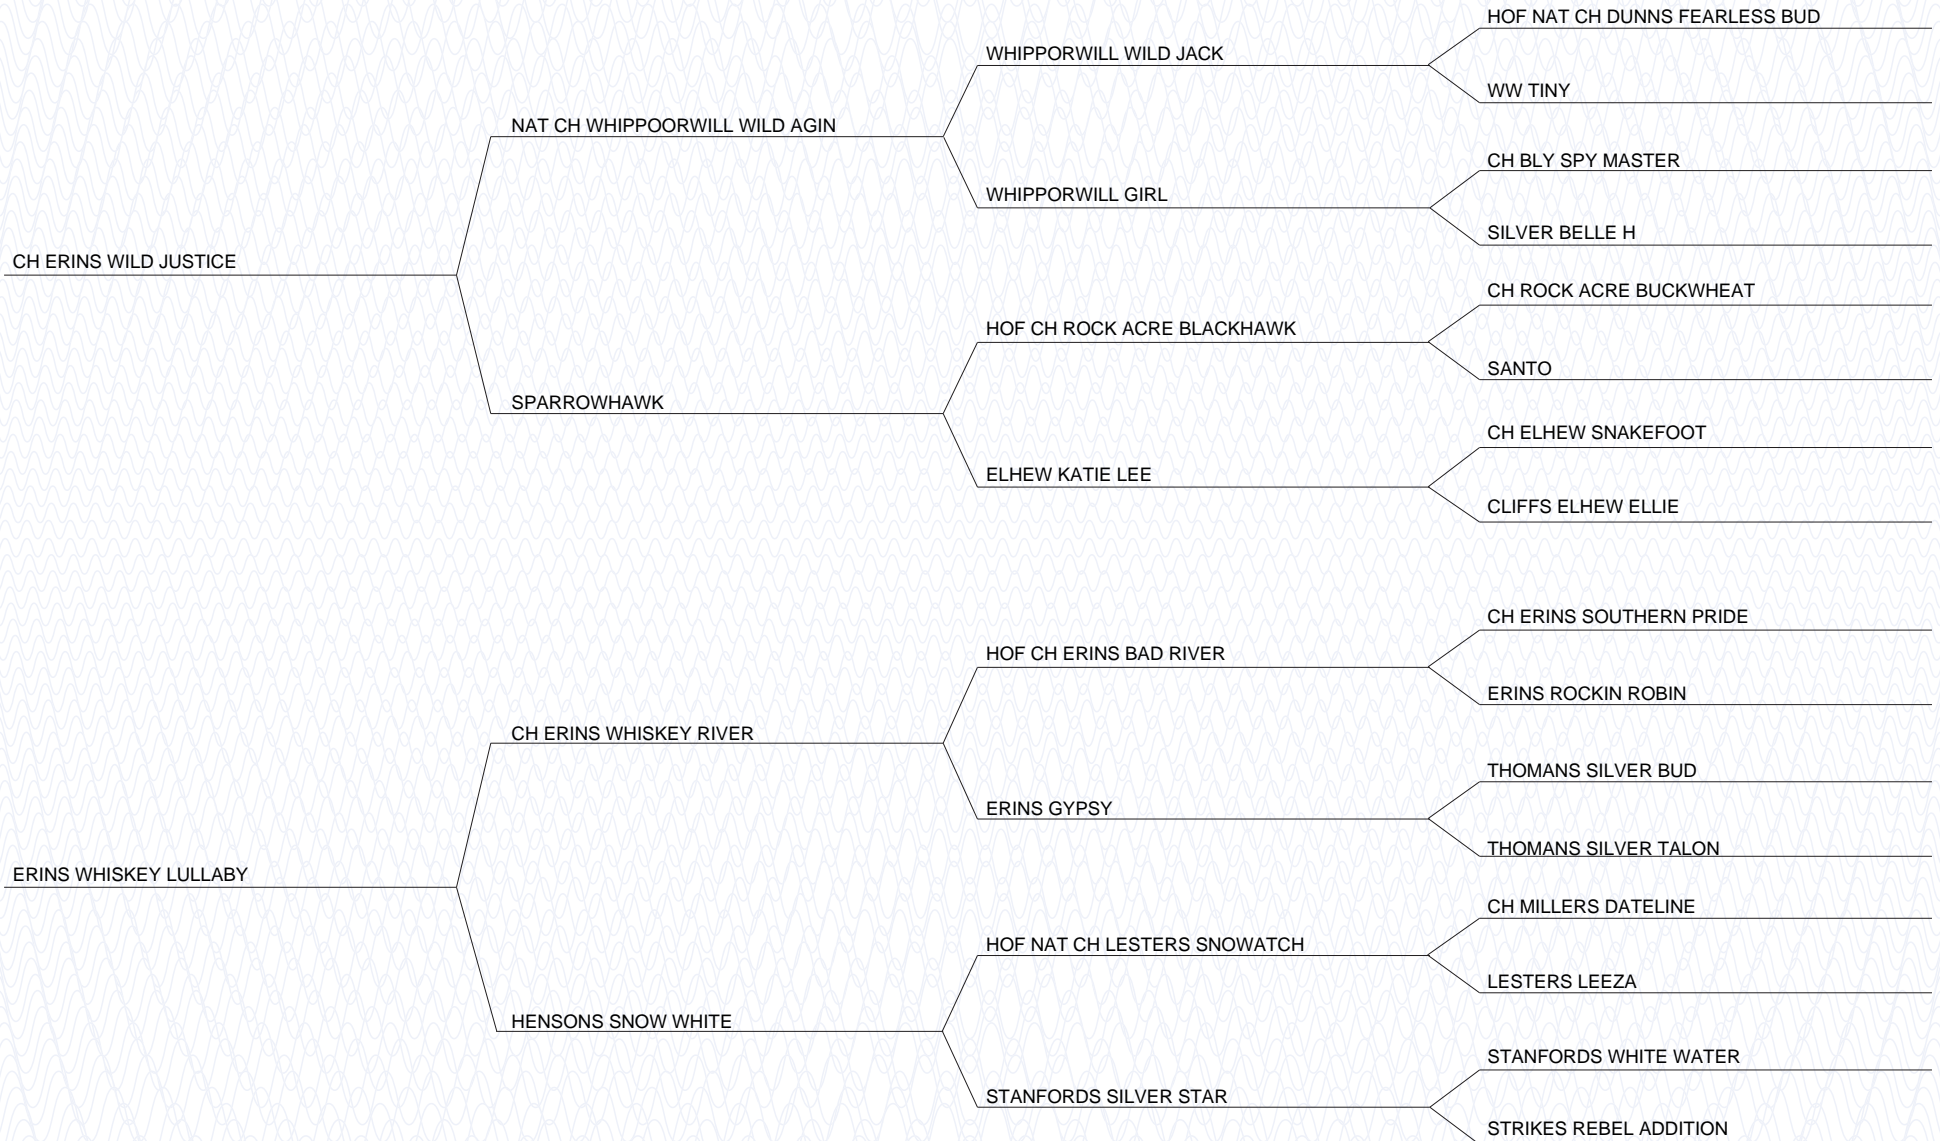 HOF NAT CH DUNNS FEARLESS BUD
WHIPPORWILL WILD JACK
WW TINY
NAT CH WHIPPOORWILL WILD AGIN
CH BLY SPY MASTER
WHIPPORWILL GIRL
SILVER BELLE H
CH ERINS WILD JUSTICE
CH ROCK ACRE BUCKWHEAT
HOF CH ROCK ACRE BLACKHAWK
SANTO
SPARROWHAWK
CH ELHEW SNAKEFOOT
ELHEW KATIE LEE
CLIFFS ELHEW ELLIE
CH ERINS SOUTHERN PRIDE
HOF CH ERINS BAD RIVER
ERINS ROCKIN ROBIN
CH ERINS WHISKEY RIVER
THOMANS SILVER BUD
ERINS GYPSY
THOMANS SILVER TALON
ERINS WHISKEY LULLABY
CH MILLERS DATELINE
HOF NAT CH LESTERS SNOWATCH
LESTERS LEEZA
HENSONS SNOW WHITE
STANFORDS WHITE WATER
STANFORDS SILVER STAR
STRIKES REBEL ADDITION